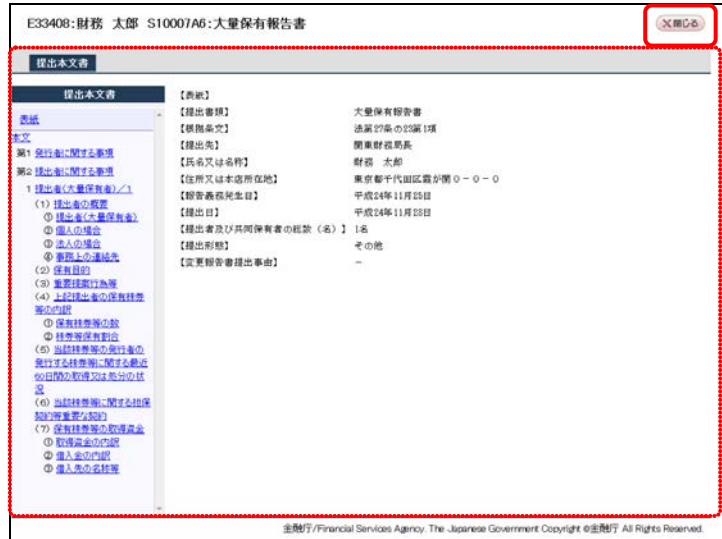 E33408:財務 太郎 S10007A6:大量保有報告書
×閉じる
提出本文書
提出本文書
表紙
本文
第1 発行者に関する事項
第2 提出者に関する事項
1 提出者(大量保有者)／1
(1) 提出者の概要
① 提出者(大量保有者)
② 個人の場合
③ 法人の場合
④ 事務上の連絡先
(2) 保有目的
(3) 重要提案行為等
(4) 上記提出者の保有株券
等の内訳
① 保有株券等の数
② 株券等保有割合
(5) 当該株券等の発行者の
発行する株券等に関する最近
60日間の取得又は処分の状
況
(6) 当該株券等に関する担保
契約等重要な契約
(7) 保有株券等の取得資金
① 取得資金の内訳
② 借入金の内訳
③ 借入先の名称等
【表紙】
【提出書類】 大量保有報告書
【根拠条文】 法第27条の23第1項
【提出先】 関東財務局長
【氏名又は名称】 財務 太郎
【住所又は本店所在地】 東京都千代田区霞が関０－０－０
【報告義務発生日】 平成24年11月25日
【提出日】 平成24年11月28日
【提出者及び共同保有者の総数（名）】 1名
【提出形態】 その他
【変更報告書提出事由】 －
金融庁/Financial Services Agency. The Japanese Government Copyright ©金融庁 All Rights Reserved.